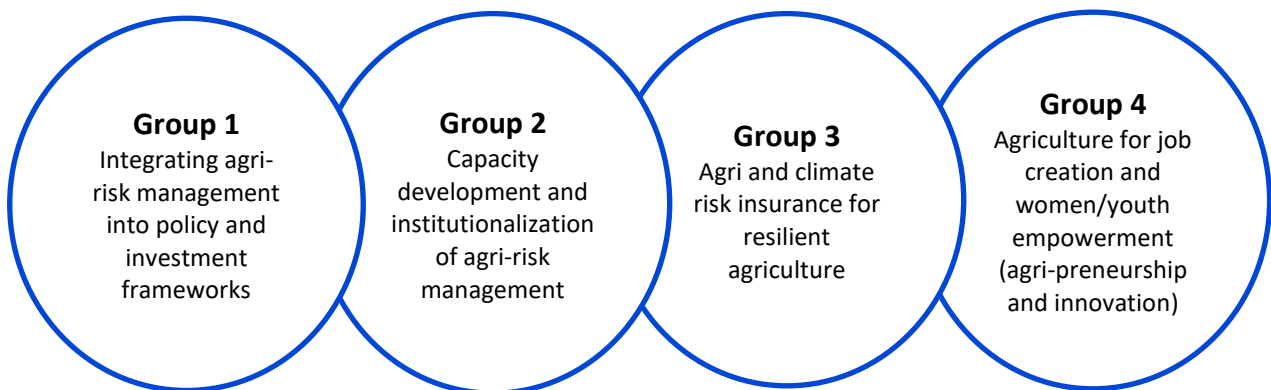 Group 1
Integrating agri-
risk management
into policy and
investment
frameworks
Group 2
Capacity
development and
institutionalization
of agri-risk
management
Group 3
Agri and climate
risk insurance for
resilient
agriculture
Group 4
Agriculture for job
creation and
women/youth
empowerment
(agri-preneurship
and innovation)